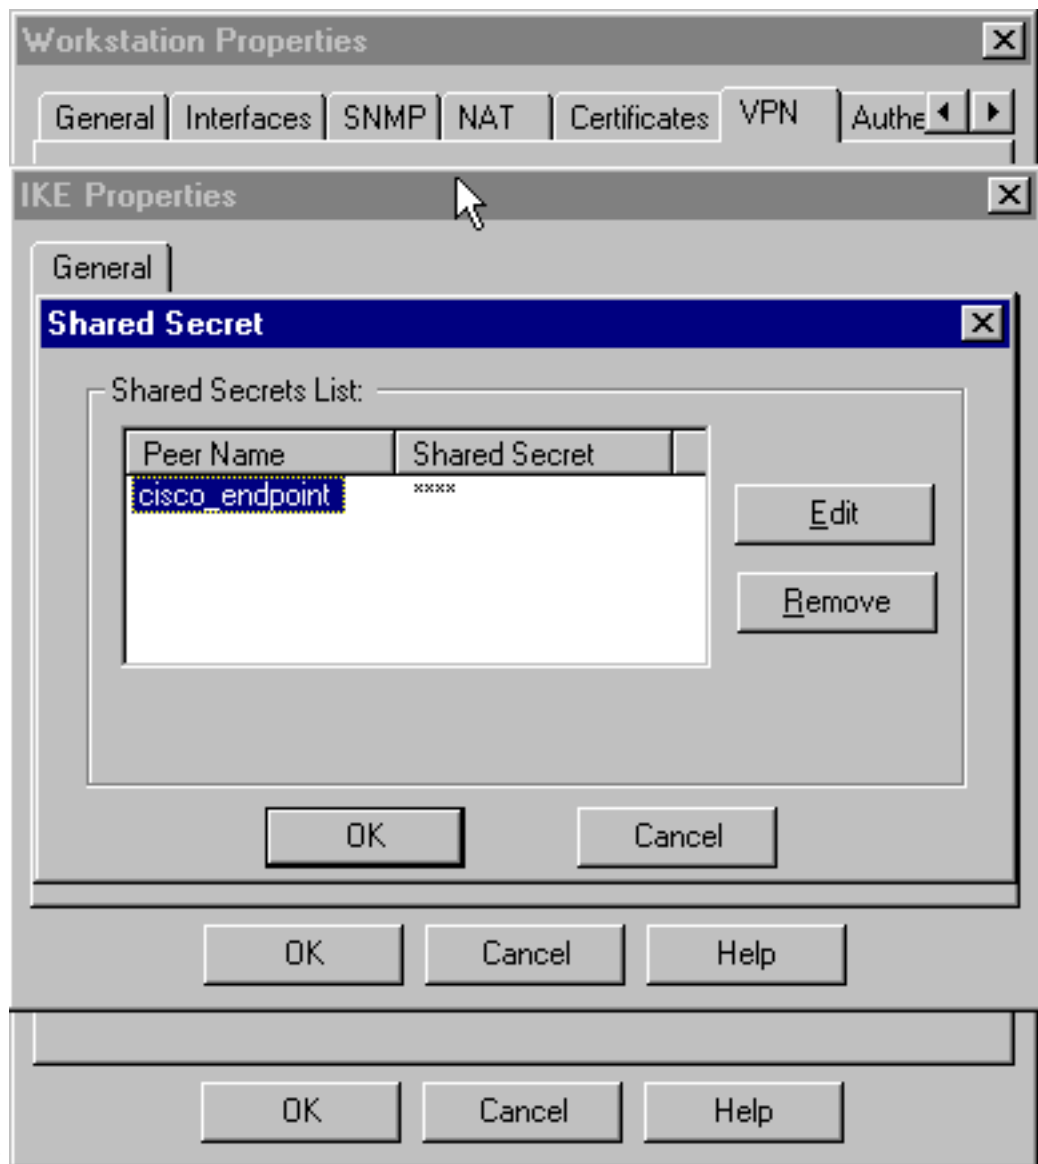 Workstation Properties
General Interfaces SNMP NAT Certificates VPN Authe
IKE Properties
General
Shared Secret
Shared Secrets List:
Peer Name Shared Secret
cisco_endpoint ****
Edit
Remove
OK Cancel
OK Cancel Help
OK Cancel Help